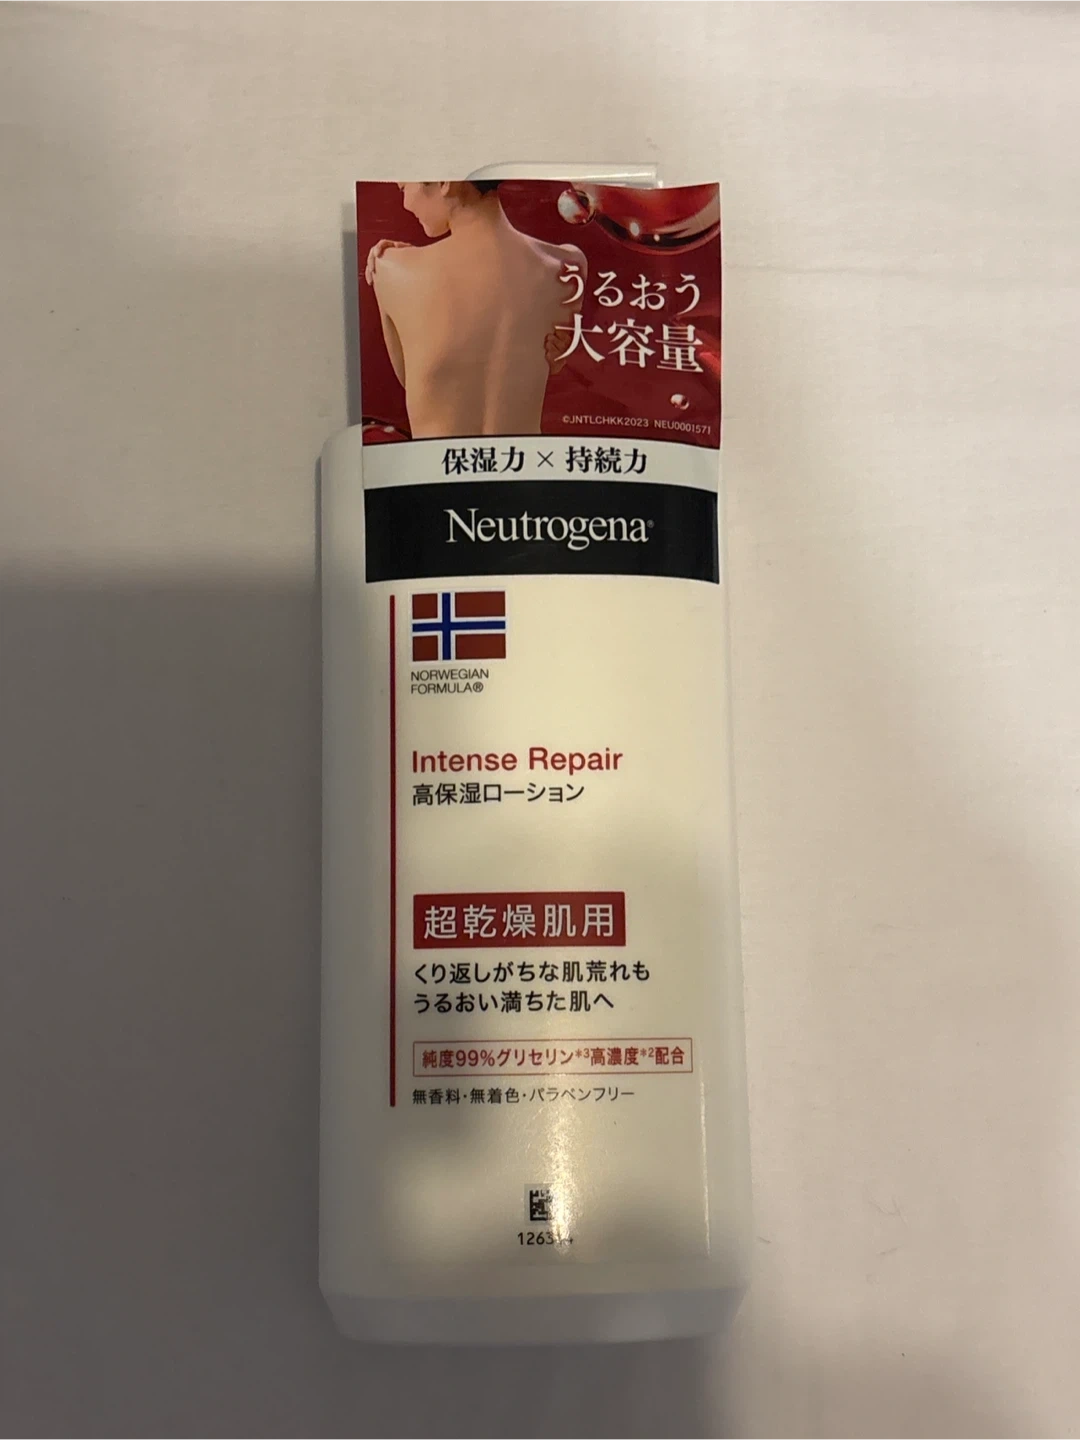 うるおう
大容量
©JNTLCHKK2023 NEU0001571
保湿力×持続力
Neutrogena®
NORWEGIAN
FORMULA®
Intense Repair
高保湿ローション
超乾燥肌用
くり返しがちな肌荒れも
うるおい満ちた肌へ
純度99%グリセリン*3高濃度*2配合
無香料・無着色・パラベンフリー